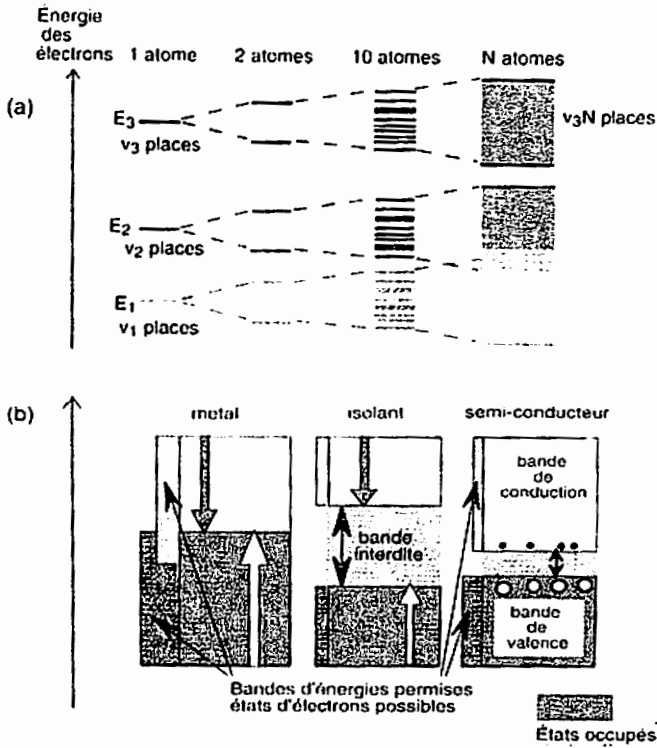 Énergie
des
électrons
1 atome
2 atomes
10 atomes
N atomes
(a)
E3
v3 places
v3N places
E2
v2 places
E1
v1 places
(b)
métal
isolant
semi-conducteur
bande
de
conduction
bande
interdite
bande
de
valence
Bandes d'énergies permises
états d'électrons possibles
États occupés